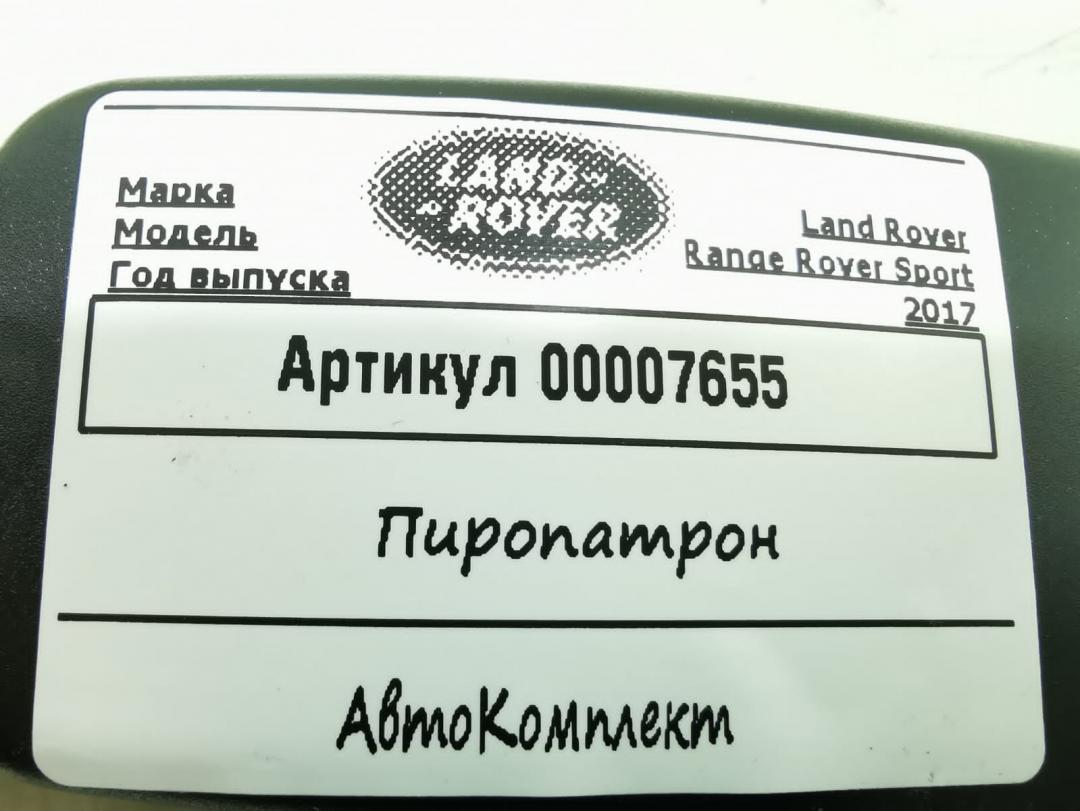 LAND-
-ROVER
Марка Land Rover
Модель Range Rover Sport
Год выпуска 2017
Артикул 00007655
Пиропатрон
АвтоКомплект